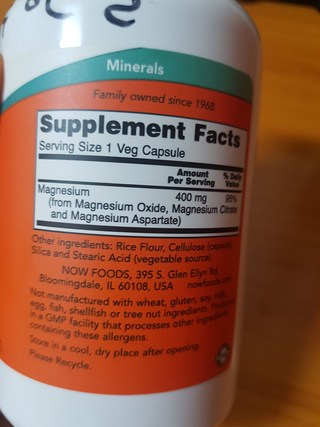 Minerals
Family owned since 1968.
Supplement Facts
Serving Size 1 Veg Capsule
Amount Per Serving
% Daily Value
Magnesium 400 mg 95%
(from Magnesium Oxide, Magnesium Citrate
and Magnesium Aspartate)
Other ingredients: Rice Flour, Cellulose (capsule),
Silica and Stearic Acid (vegetable source).
NOW FOODS, 395 S. Glen Ellyn Rd.
Bloomingdale, IL 60108, USA nowfoods.com
Not manufactured with wheat, gluten, soy, milk,
egg, fish, shellfish or tree nut ingredients.
in a GMP facility that processes other ingredients
containing these allergens.
Store in a cool, dry place after opening.
Please Recycle.